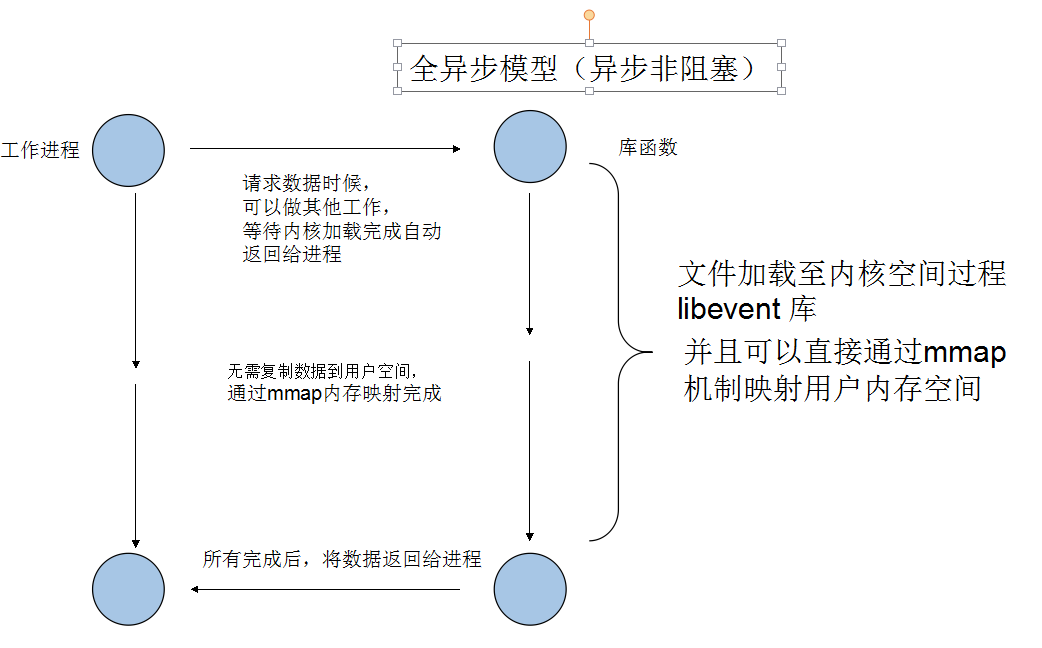 全异步模型（异步非阻塞）
工作进程
库函数
请求数据时候，
可以做其他工作，
等待内核加载完成自动
返回给进程
文件加载至内核空间过程
libevent 库
并且可以直接通过mmap
机制映射用户内存空间
无需复制数据到用户空间，
通过mmap内存映射完成
所有完成后，将数据返回给进程